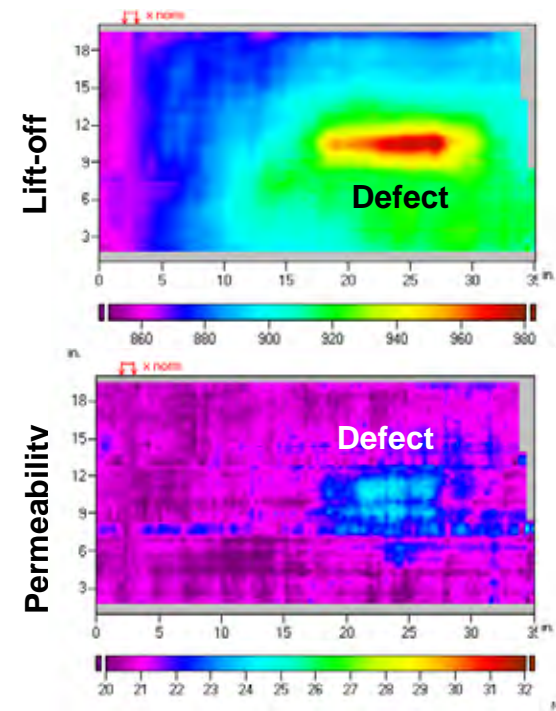 x norm
Lift-off
18
15
12
9
6
3
Defect
0 5 10 15 20 25 30 35 in.
860 880 900 920 940 960 980
in.
x norm
Permeability
18
15
12
9
6
3
Defect
0 5 10 15 20 25 30 in.
20 21 22 23 24 25 26 27 28 29 30 31 32